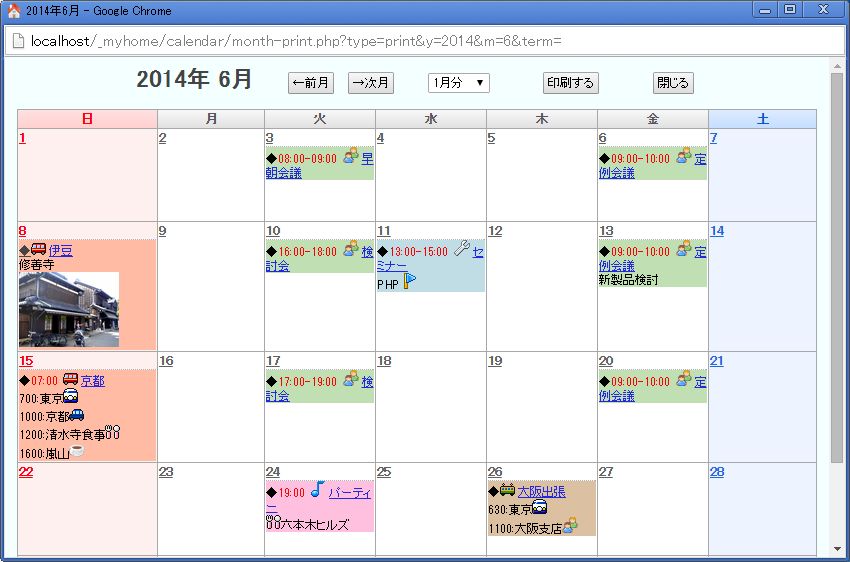 2014年6月 - Google Chrome
localhost/_myhome/calendar/month-print.php?type=print&y=2014&m=6&term=
2014年 6月 ←前月 →次月 1月分 ▼ 印刷する 閉じる
日 月 火 水 木 金 土
1 2 3 4 5 6 7
◆08:00-09:00 早
朝会議
◆09:00-10:00 定
例会議
8 9 10 11 12 13 14
◆伊豆
修善寺
◆16:00-18:00 検
討会
◆13:00-15:00 セ
ミナー
PHP
◆09:00-10:00 定
例会議
新製品検討
15 16 17 18 19 20 21
◆07:00 京都
700:東京
1000:京都
1200:清水寺食事
1600:嵐山
◆17:00-19:00 検
討会
◆09:00-10:00 定
例会議
22 23 24 25 26 27 28
◆19:00 パーティ
ー
六本木ヒルズ
◆大阪出張
630:東京
1100:大阪支店